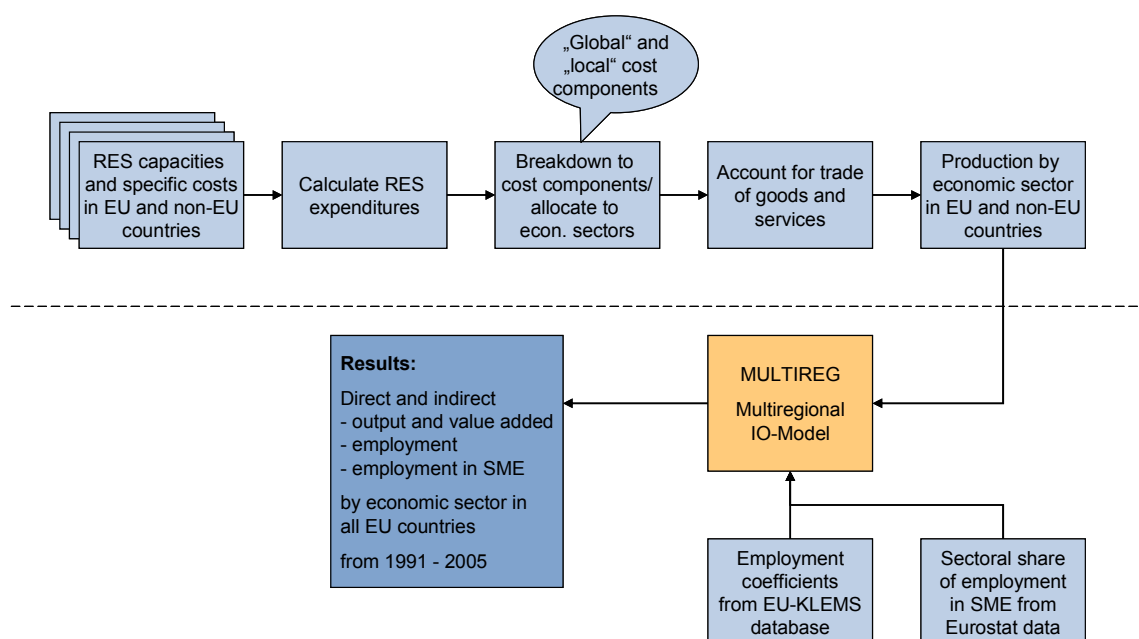 „Global“ and
„local“ cost
components
RES capacities
and specific costs
in EU and non-EU
countries
Calculate RES
expenditures
Breakdown to
cost components/
allocate to
econ. sectors
Account for trade
of goods and
services
Production by
economic sector
in EU and non-EU
countries
Results:
Direct and indirect
- output and value added
- employment
- employment in SME
by economic sector in
all EU countries
from 1991 - 2005
MULTIREG
Multiregional
IO-Model
Employment
coefficients
from EU-KLEMS
database
Sectoral share
of employment
in SME from
Eurostat data